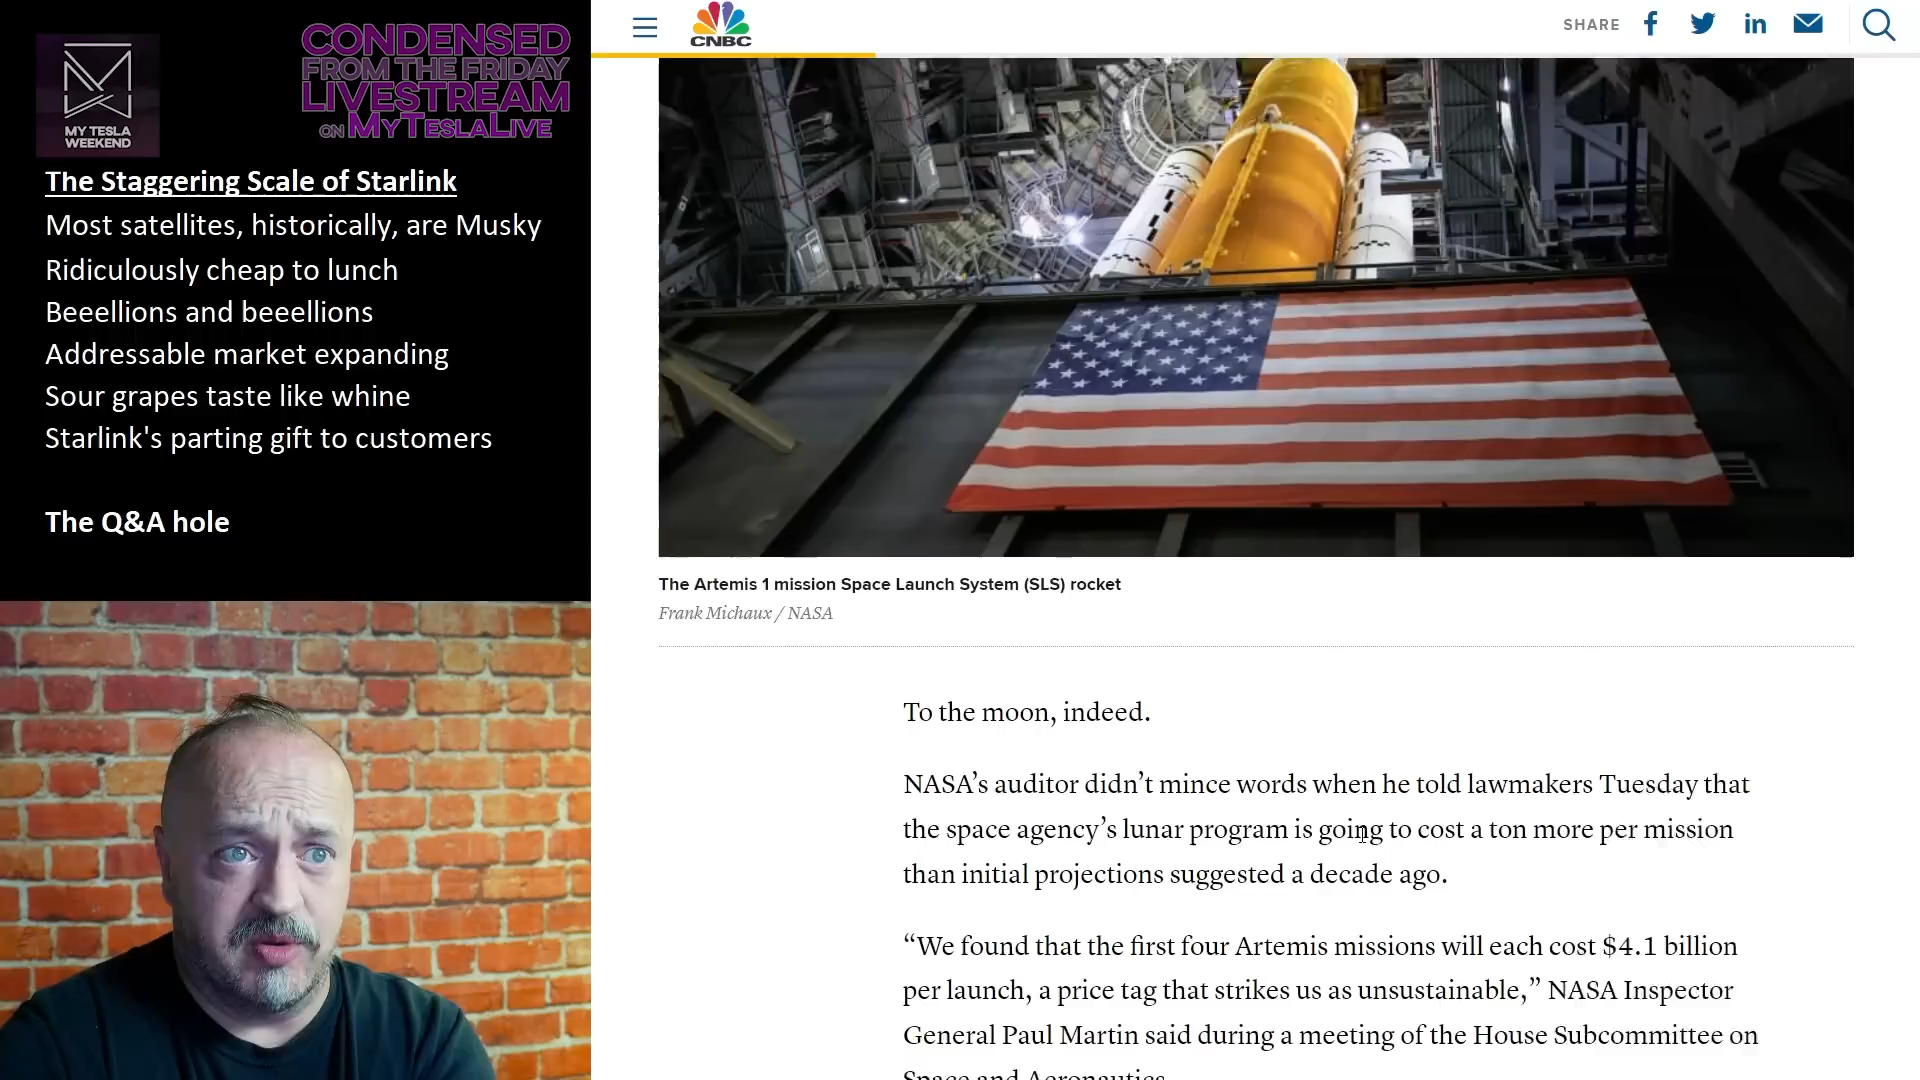 MY TESLA
WEEKEND
CONDENSED
FROM THE FRIDAY
LIVESTREAM
ON MYTESLALIVE
The Staggering Scale of Starlink
Most satellites, historically, are Musky
Ridiculously cheap to lunch
Beeellions and beeellions
Addressable market expanding
Sour grapes taste like whine
Starlink's parting gift to customers
The Q&A hole
CNBC
SHARE
The Artemis 1 mission Space Launch System (SLS) rocket
Frank Michaux / NASA
To the moon, indeed.
NASA’s auditor didn’t mince words when he told lawmakers Tuesday that
the space agency’s lunar program is going to cost a ton more per mission
than initial projections suggested a decade ago.
“We found that the first four Artemis missions will each cost $4.1 billion
per launch, a price tag that strikes us as unsustainable,” NASA Inspector
General Paul Martin said during a meeting of the House Subcommittee on
Space and Aeronautics